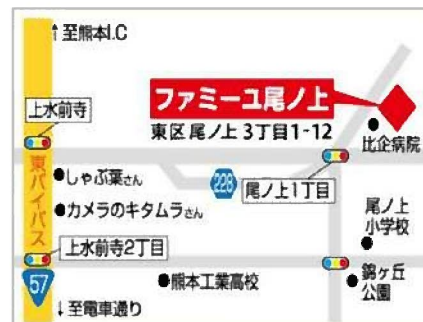 ↑至熊本I.C
ファミーユ尾ノ上
東区 尾ノ上 3丁目1-12
上水前寺
比企病院
東バイパス
しゃぶ葉さん
228
尾ノ上1丁目
カメラのキタムラさん
尾ノ上
小学校
上水前寺2丁目
57
熊本工業高校
錦ヶ丘
公園
↓至電車通り